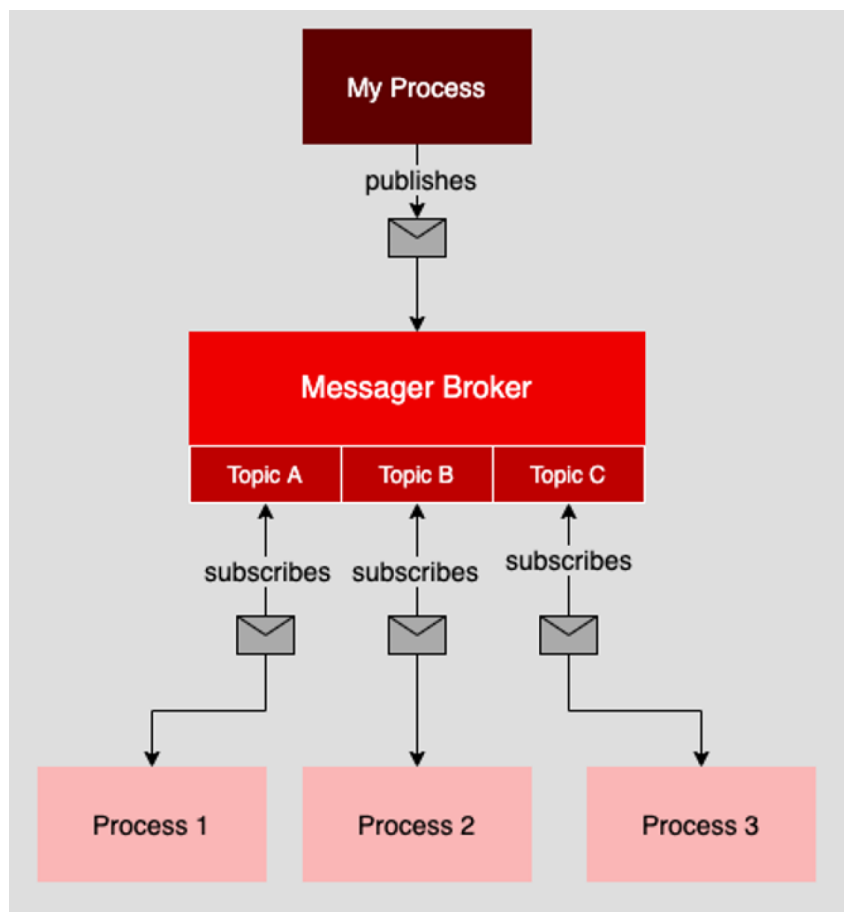 My Process
publishes
Messager Broker
Topic A
Topic B
Topic C
subscribes
subscribes
subscribes
Process 1
Process 2
Process 3